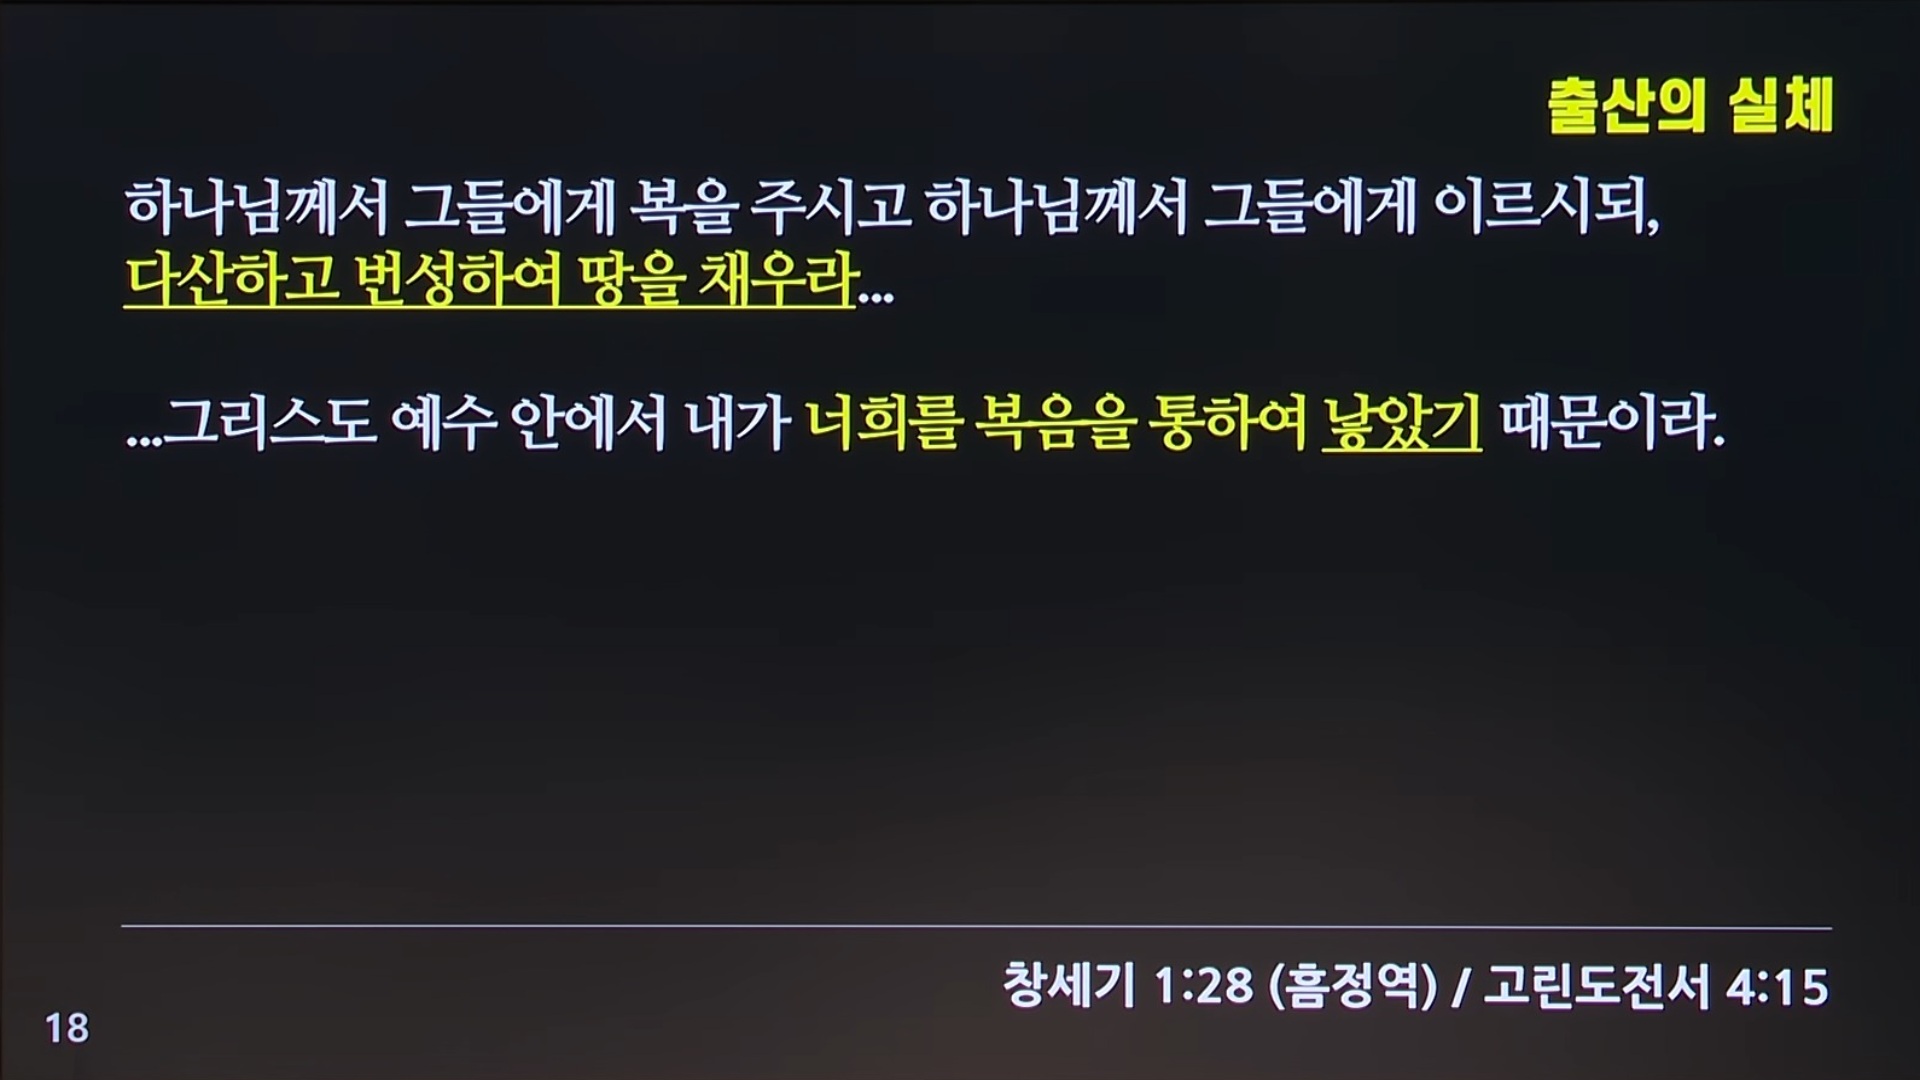 출산의 실체
하나님께서 그들에게 복을 주시고 하나님께서 그들에게 이르시되,
다산하고 번성하여 땅을 채우라...
...그리스도 예수 안에서 내가 너희를 복음을 통하여 낳았기 때문이라.
창세기 1:28 (흠정역) / 고린도전서 4:15
18